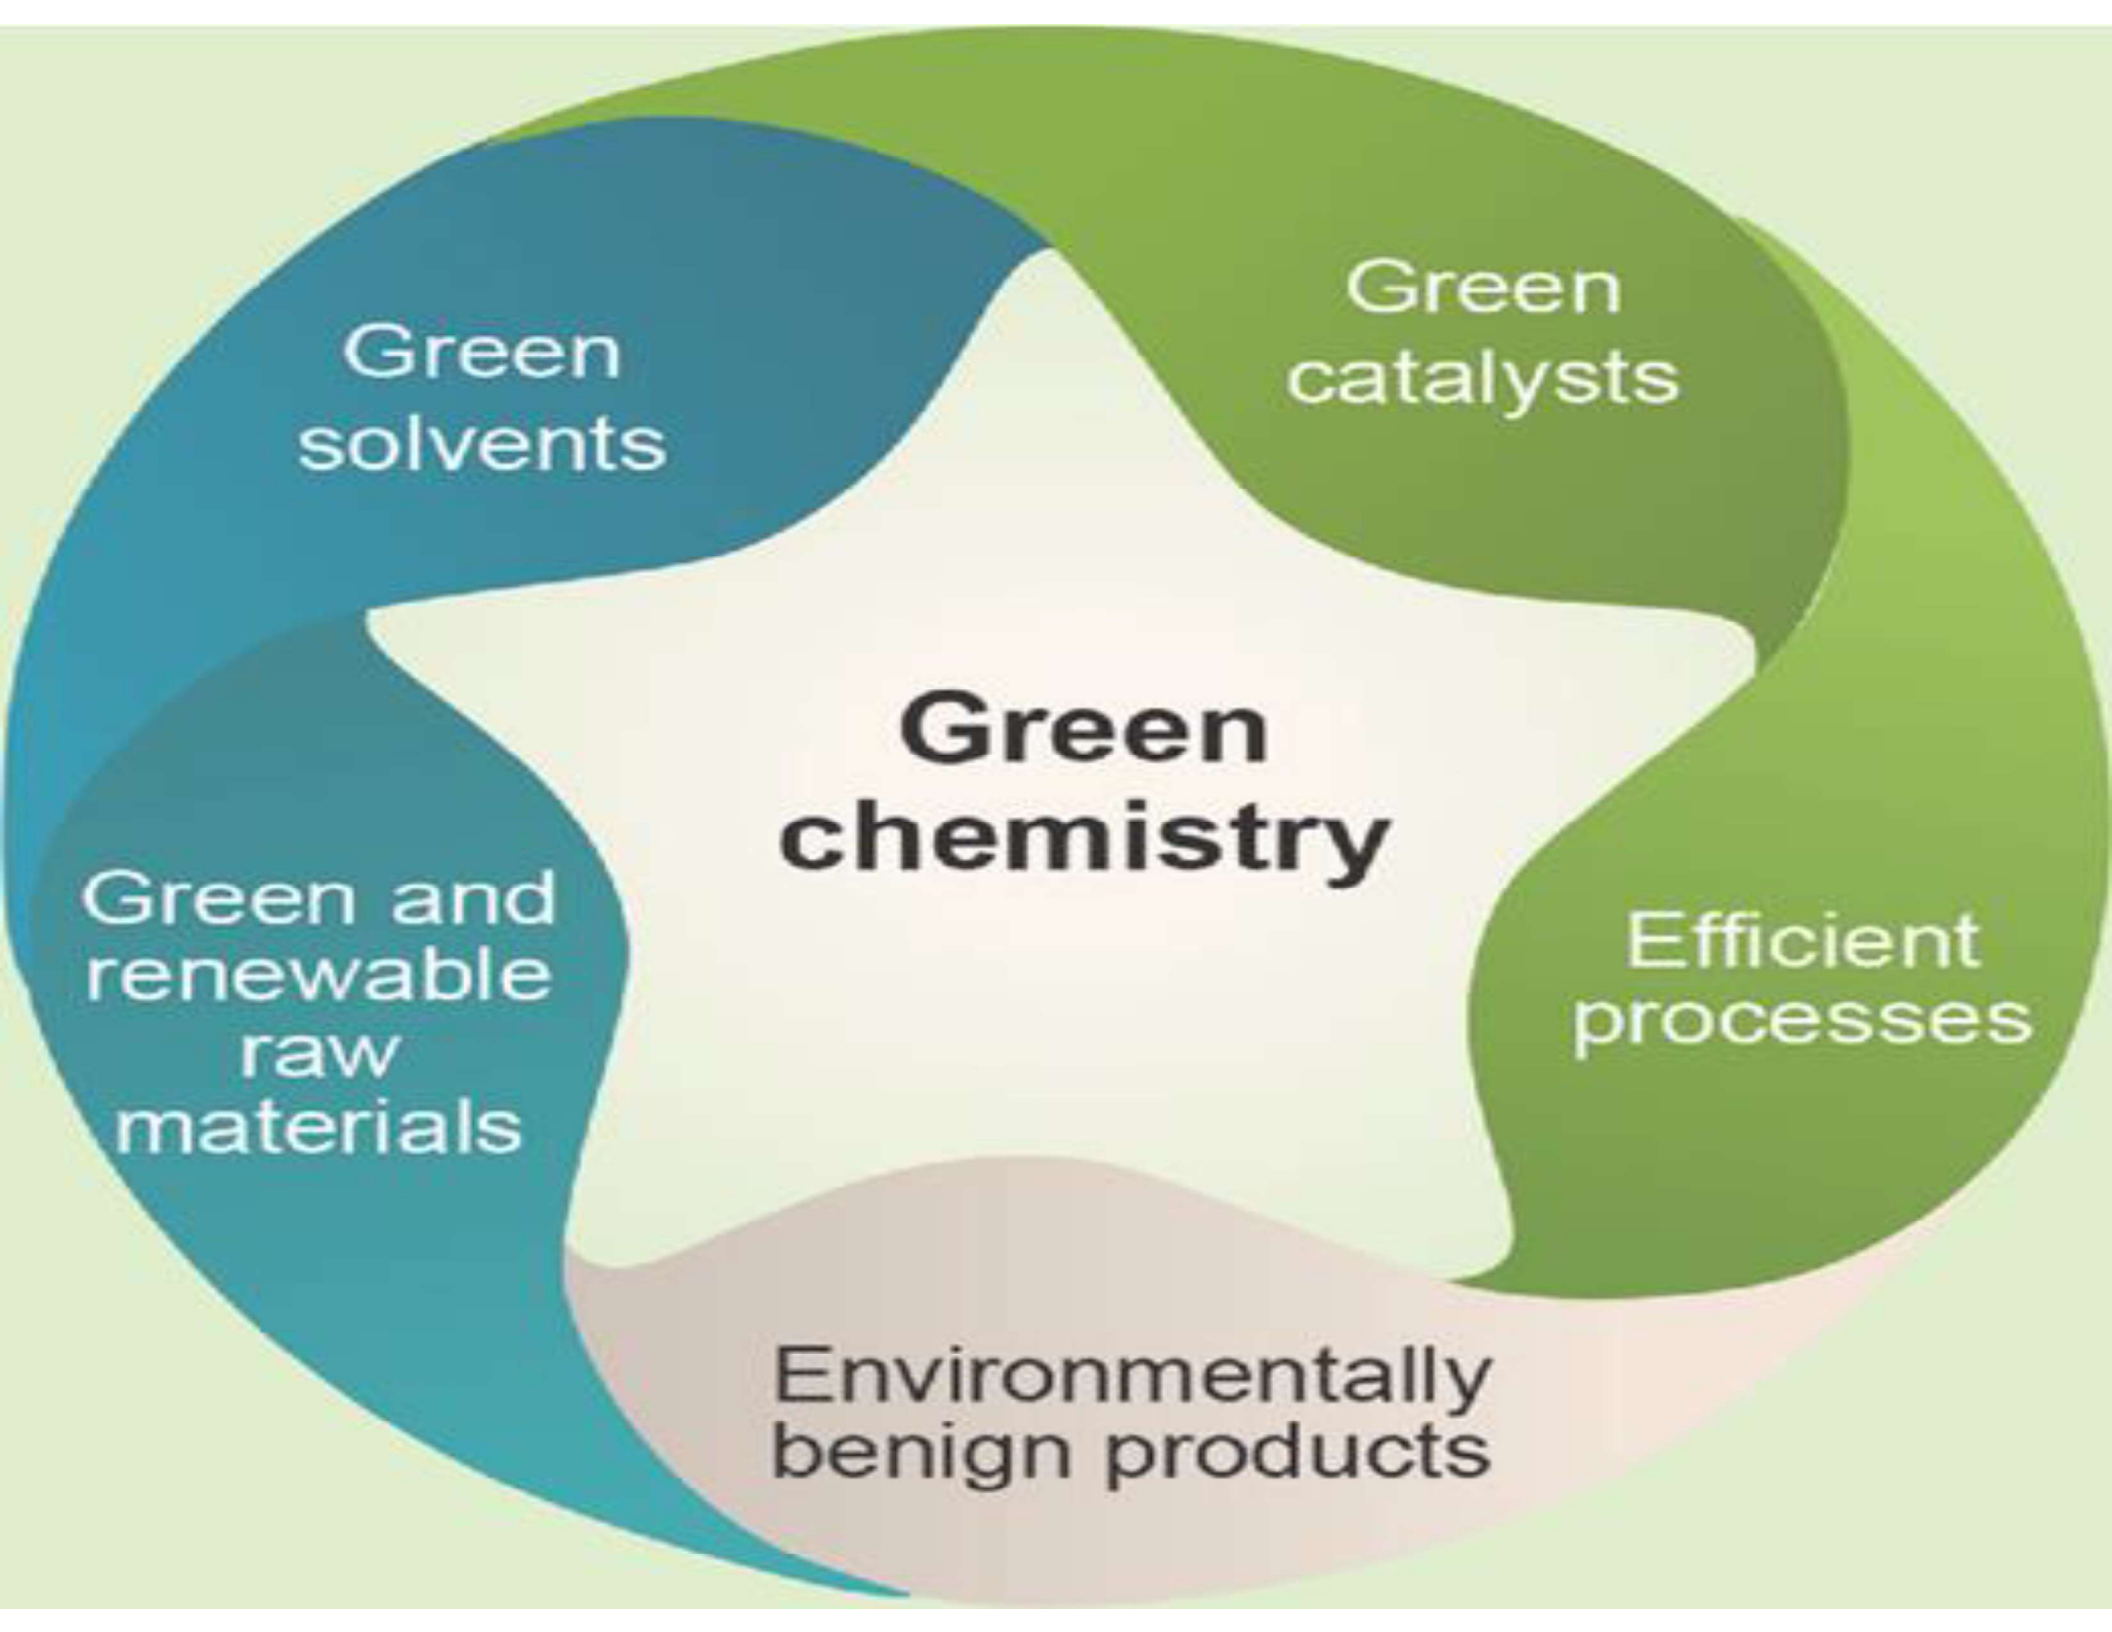 Green
solvents
Green
catalysts
Green
chemistry
Green and
renewable
raw
materials
Efficient
processes
Environmentally
benign products